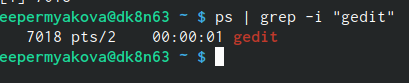 eepermyakova@dk8n63 ~ $ ps | grep -i "gedit"
7018 pts/2 00:00:01 gedit
eepermyakova@dk8n63 ~ $